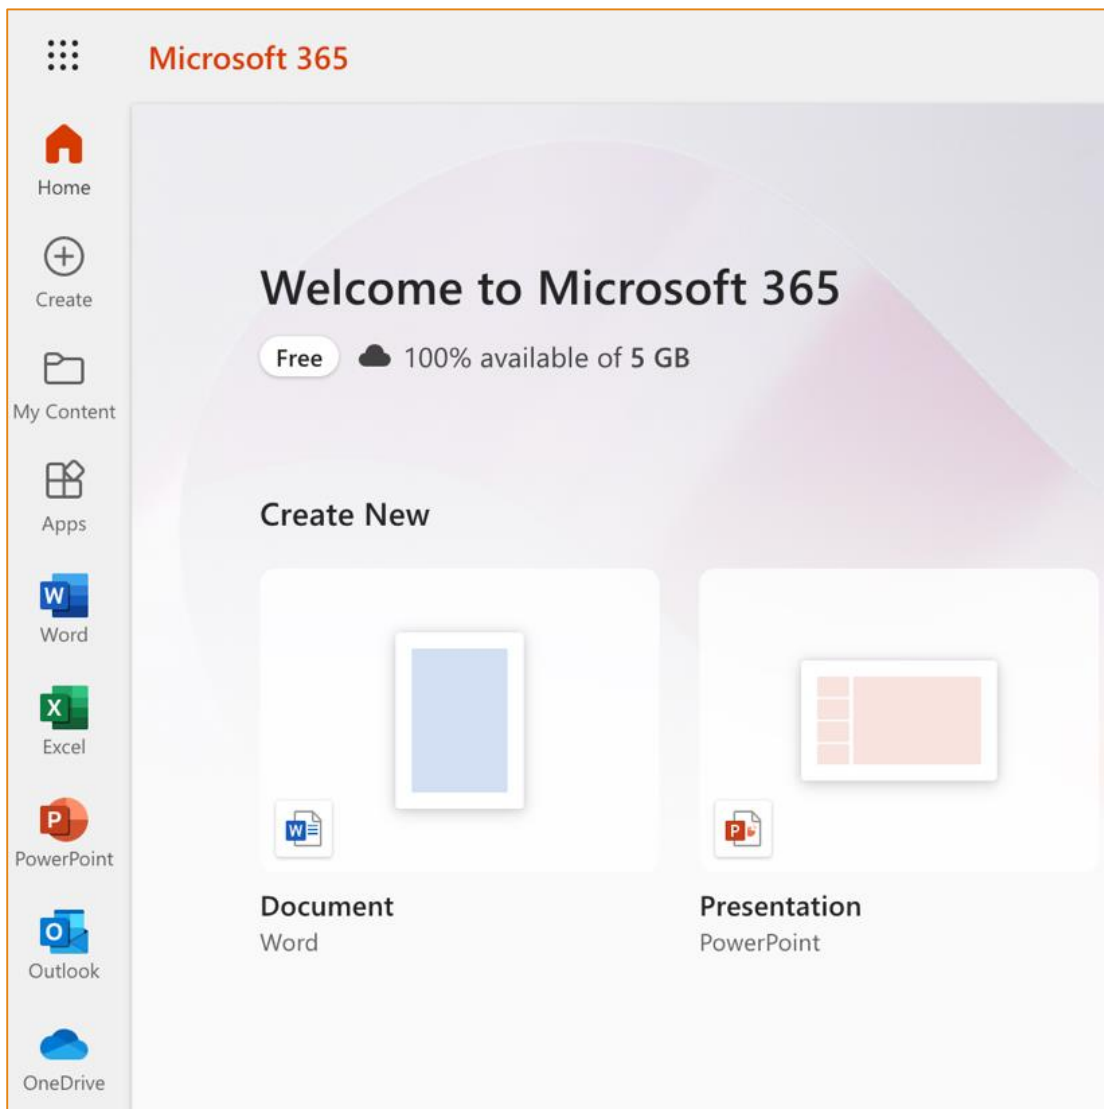 Microsoft 365
Home
Create
My Content
Apps
W
Word
X
Excel
P
PowerPoint
O
Outlook
OneDrive
Welcome to Microsoft 365
Free 100% available of 5 GB
Create New
W
Document
Word
P
Presentation
PowerPoint